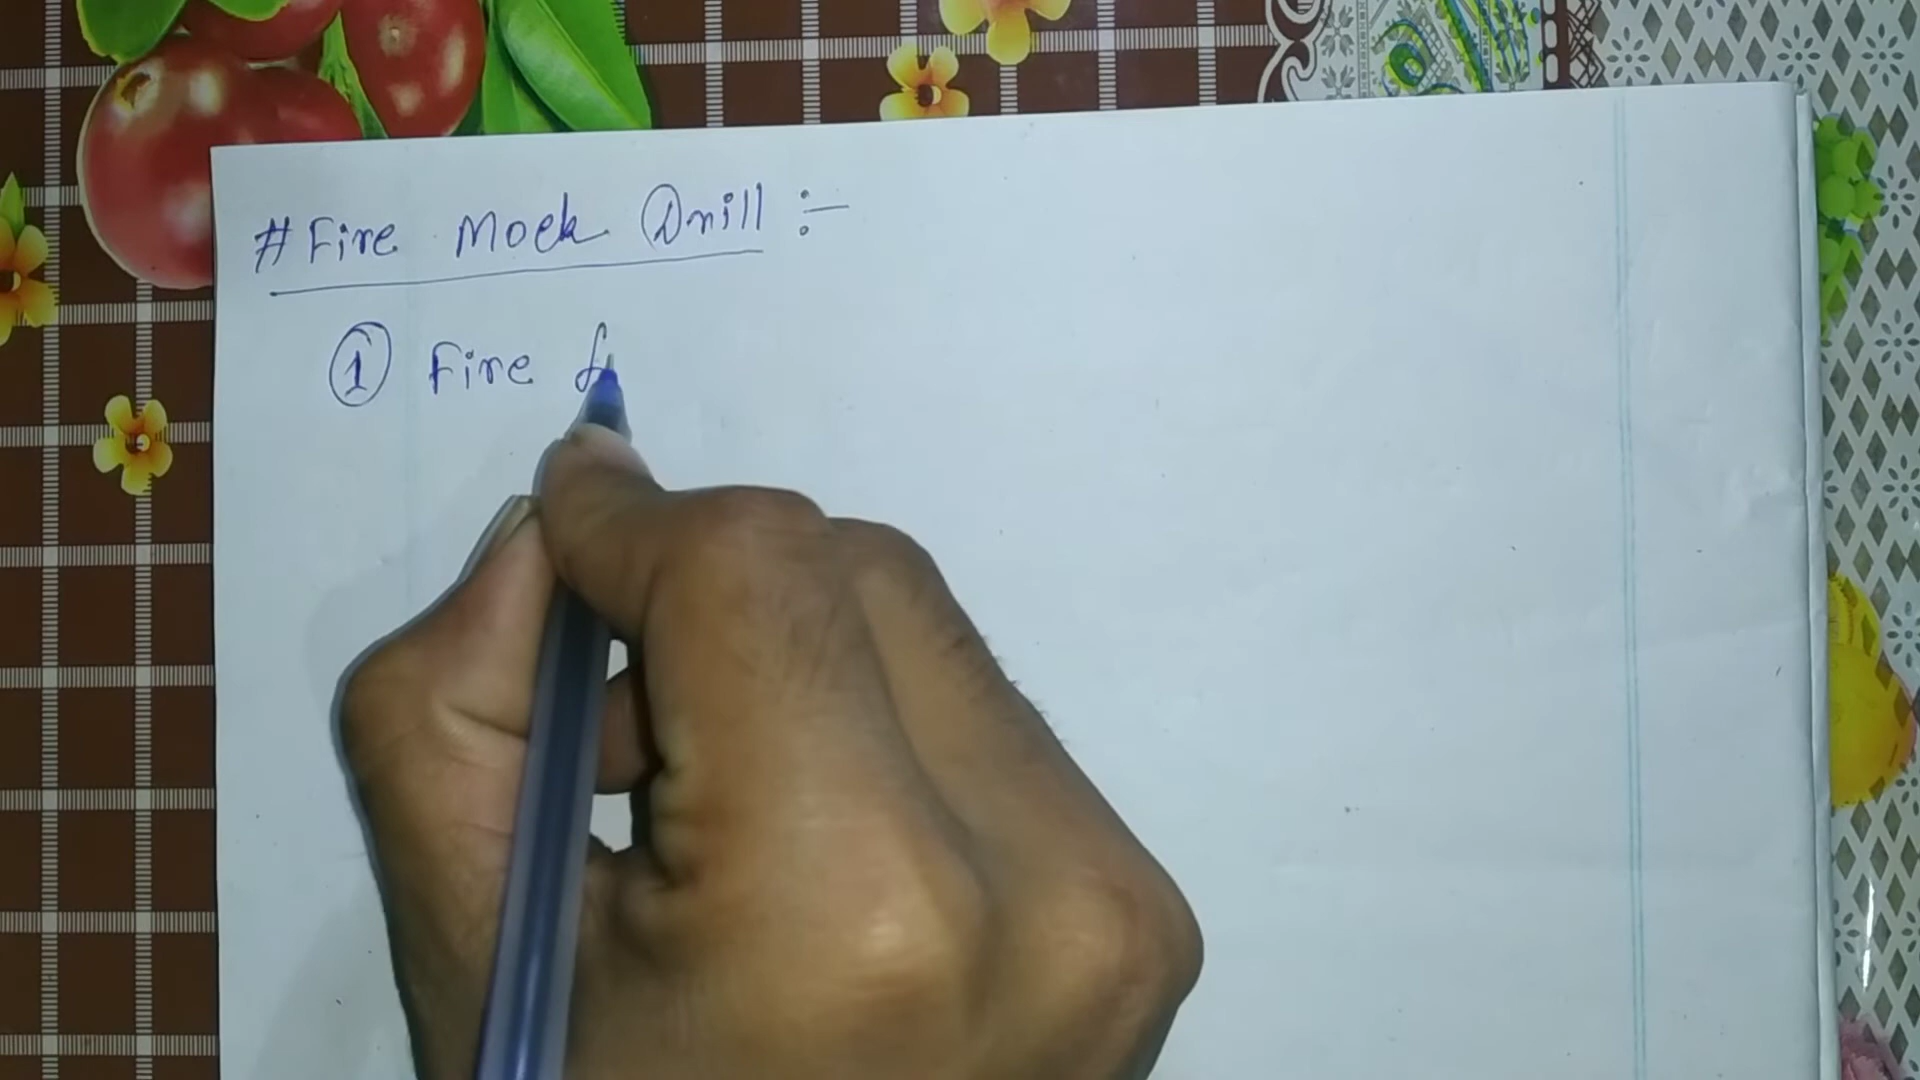 # Fire Mock Drill :-
① Fire f